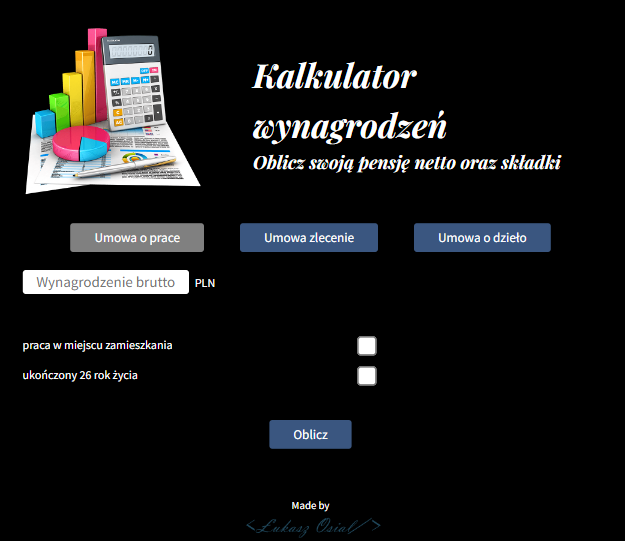 Kalkulator
wynagrodzeń
Oblicz swoją pensję netto oraz składki
Umowa o prace
Umowa zlecenie
Umowa o dzieło
Wynagrodzenie brutto
PLN
praca w miejscu zamieszkania
ukończony 26 rok życia
Oblicz
Made by
<Łukasz Osial/>